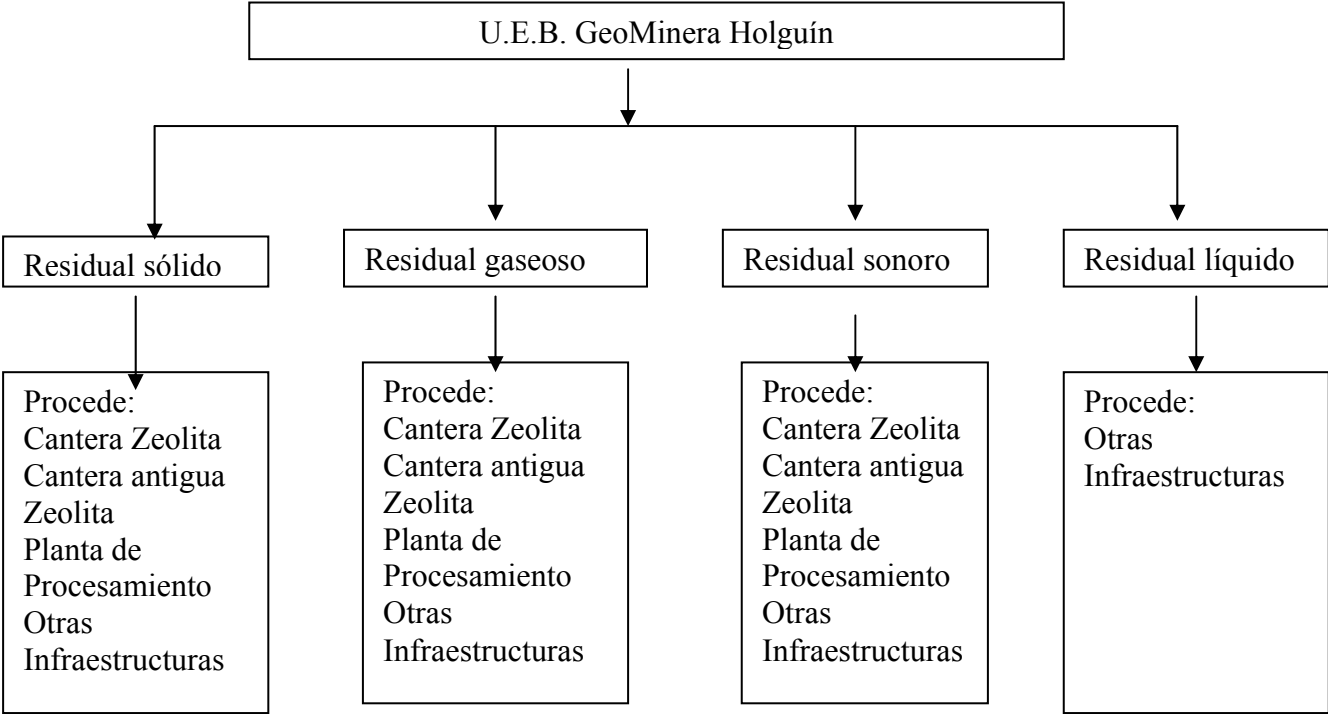 U.E.B. GeoMinera Holguín
Residual sólido
Residual gaseoso
Residual sonoro
Residual líquido
Procede:
Cantera Zeolita
Cantera antigua
Zeolita
Planta de
Procesamiento
Otras
Infraestructuras
Procede:
Cantera Zeolita
Cantera antigua
Zeolita
Planta de
Procesamiento
Otras
Infraestructuras
Procede:
Cantera Zeolita
Cantera antigua
Zeolita
Planta de
Procesamiento
Otras
Infraestructuras
Procede:
Otras
Infraestructuras